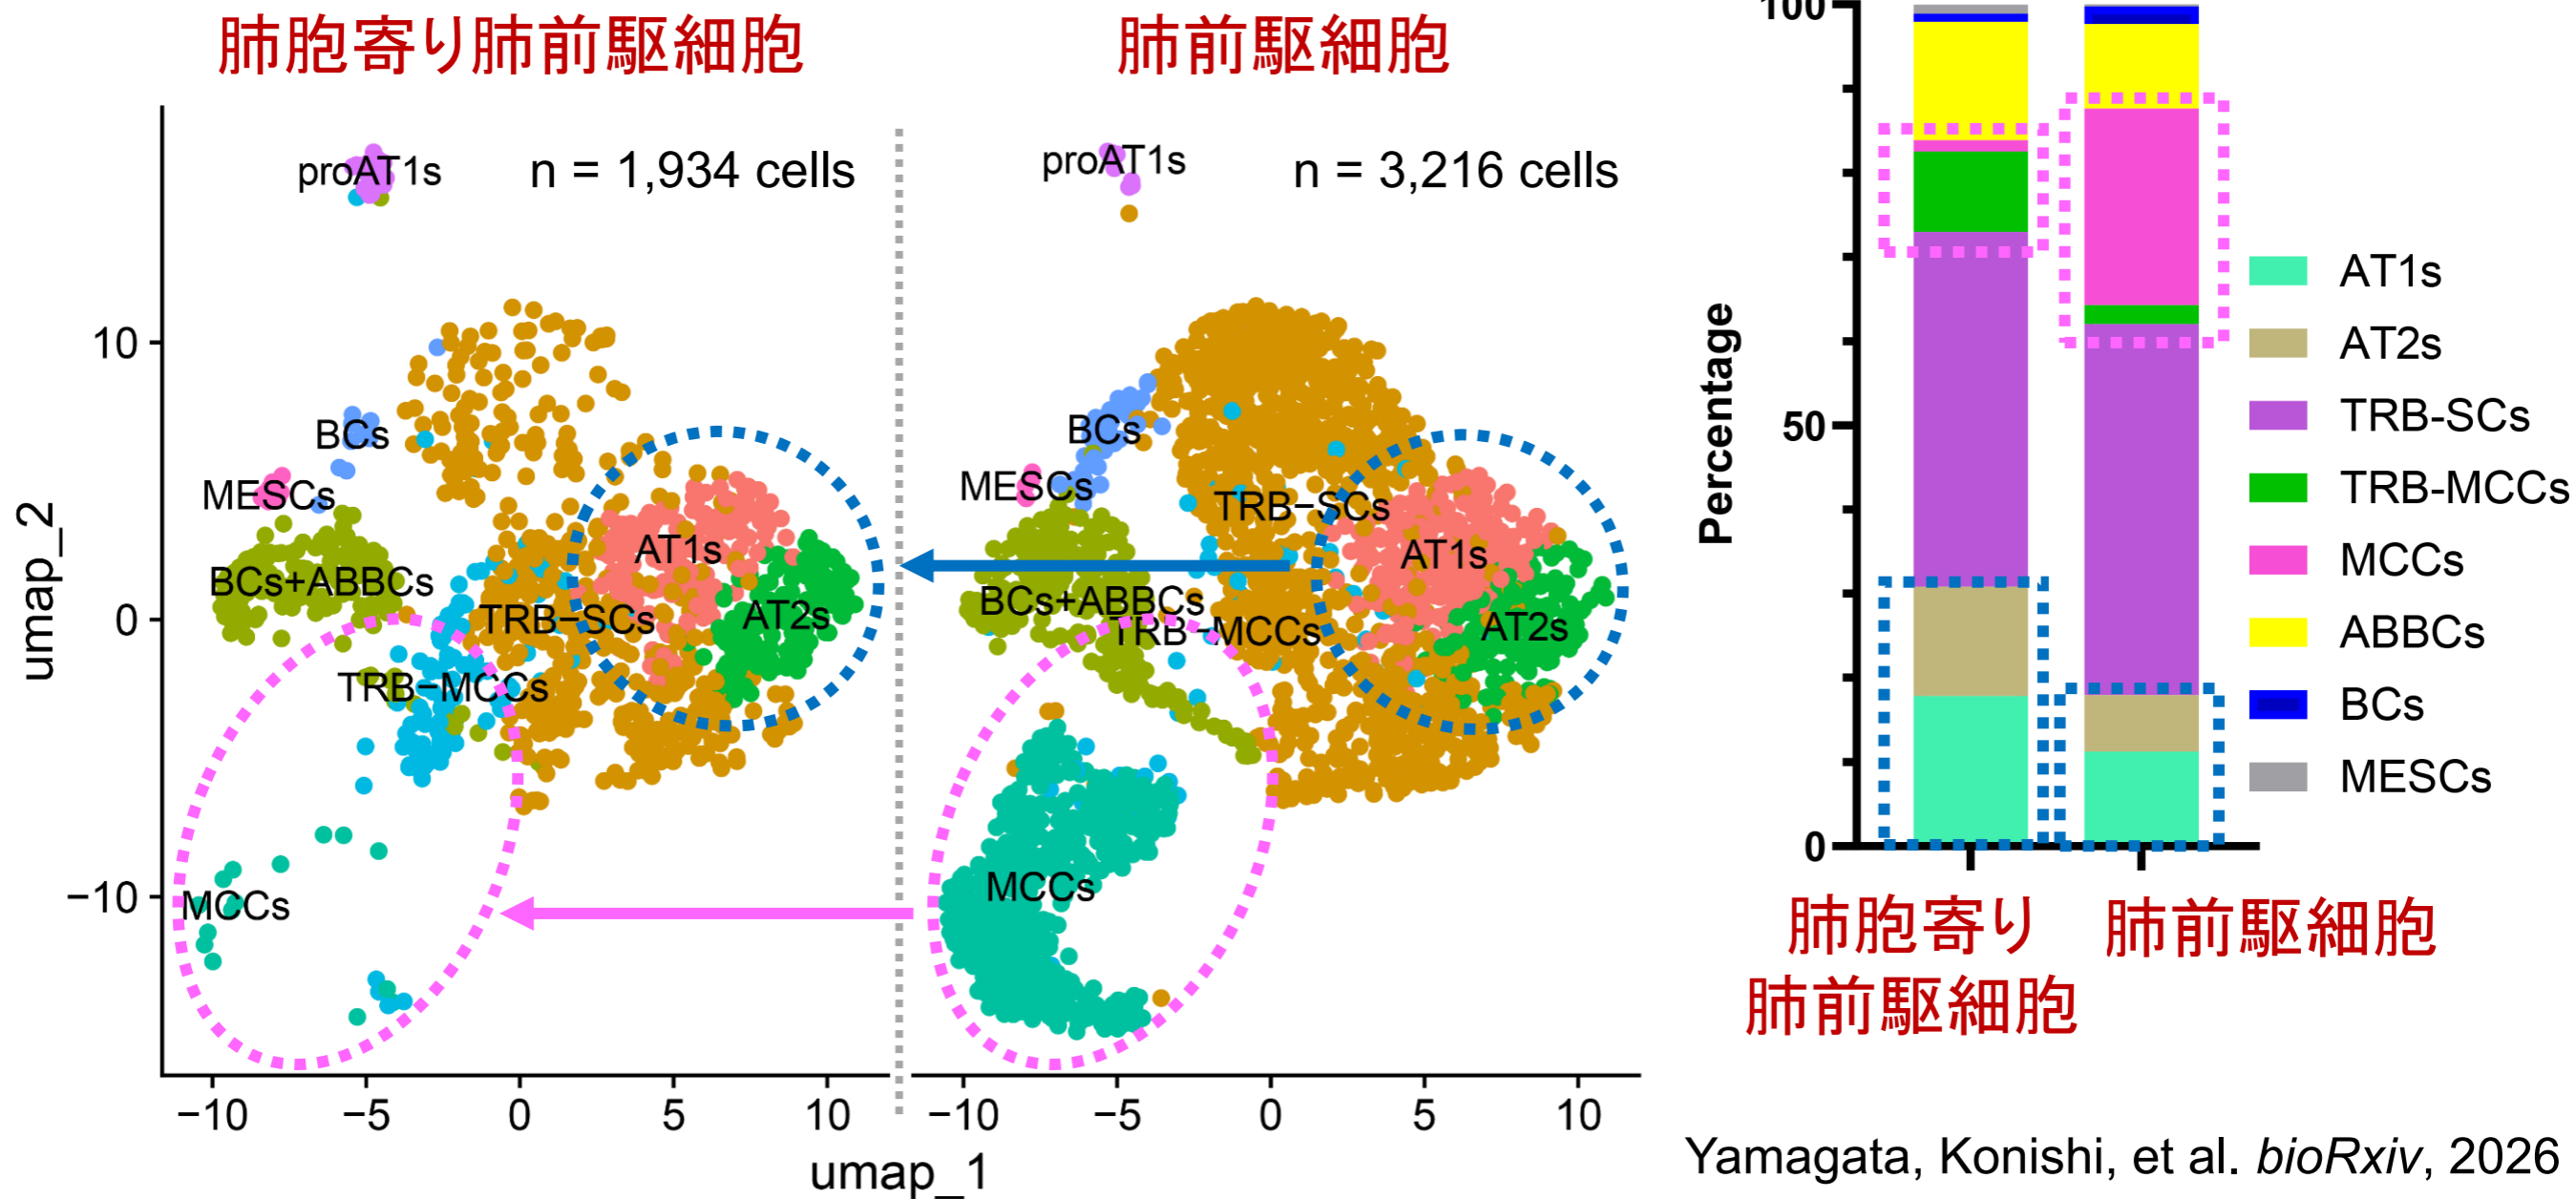 肺胞寄り肺前駆細胞
肺前駆細胞
proAT1s
n = 1,934 cells
BCs
MESCs
BCs+ABBCs
AT1s
TRB−SCs
AT2s
TRB−MCCs
MCCs
umap_2
10
0
−10
−10 −5 0 5 10
proAT1s
n = 3,216 cells
BCs
MESCs
TRB−SCs
AT1s
BCs+ABBCs
TRB−MCCs
AT2s
MCCs
−10 −5 0 5 10
umap_1
Percentage
100
50
0
AT1s
AT2s
TRB-SCs
TRB-MCCs
MCCs
ABBCs
BCs
MESCs
肺胞寄り
肺前駆細胞
肺前駆細胞
Yamagata, Konishi, et al. bioRxiv, 2026